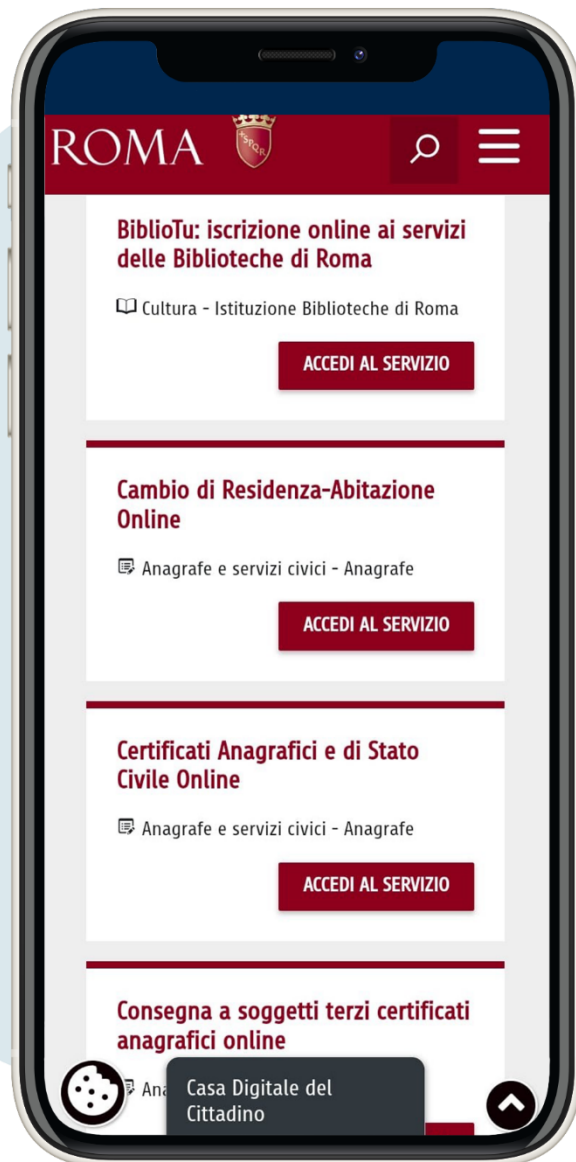 ROMA
SPQR
BiblioTu: iscrizione online ai servizi
delle Biblioteche di Roma
Cultura - Istituzione Biblioteche di Roma
ACCEDI AL SERVIZIO
Cambio di Residenza-Abitazione
Online
Anagrafe e servizi civici - Anagrafe
ACCEDI AL SERVIZIO
Certificati Anagrafici e di Stato
Civile Online
Anagrafe e servizi civici - Anagrafe
ACCEDI AL SERVIZIO
Consegna a soggetti terzi certificati
anagrafici online
Ana
Casa Digitale del
Cittadino